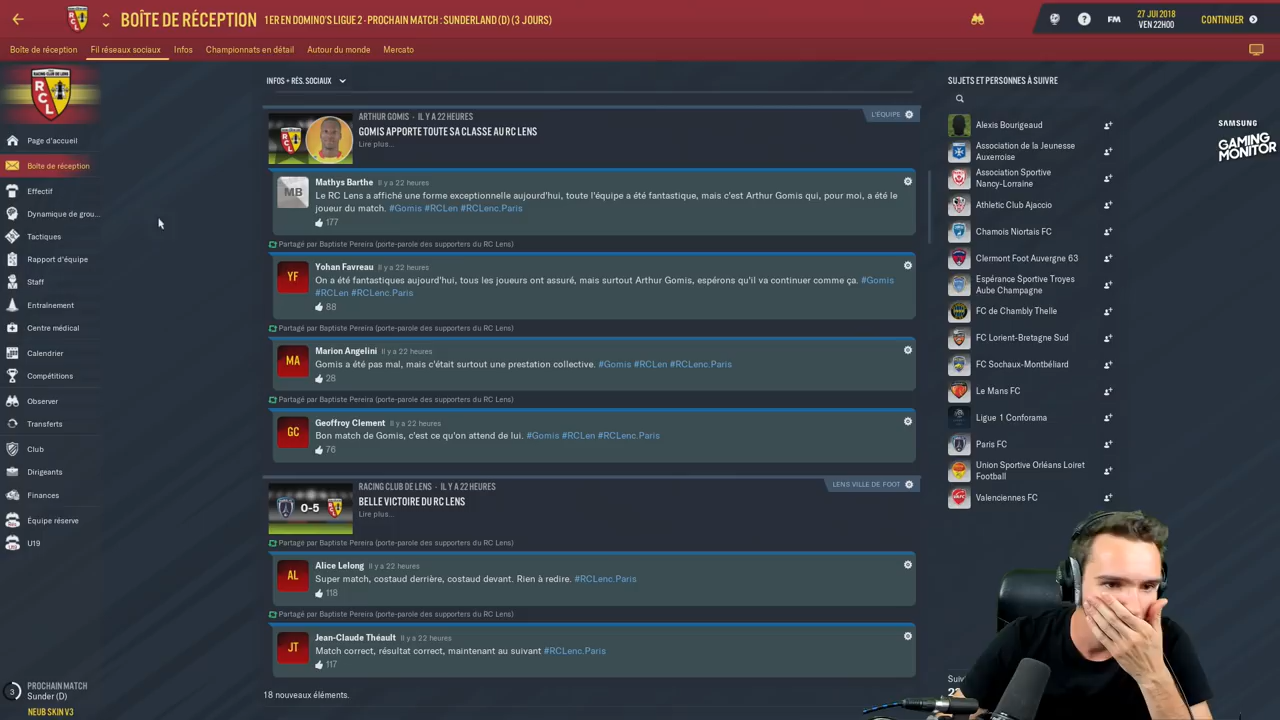 BOÎTE DE RÉCEPTION
1ER EN DOMINO'S LIGUE 2 - PROCHAIN MATCH : SUNDERLAND (D) (3 JOURS)
FM
27 JUI 2018
VEN 22H00
CONTINUER
Boîte de réception
Fil réseaux sociaux
Infos
Championnats en détail
Autour du monde
Mercato
RACING CLUB DE LENS
RCL
Page d'accueil
Boîte de réception
Effectif
Dynamique de grou...
Tactiques
Rapport d'équipe
Staff
Entraînement
Centre médical
Calendrier
Compétitions
Observer
Transferts
Club
Dirigeants
Finances
Équipe réserve
U19
3
PROCHAIN MATCH
Sunder (D)
NEUB SKIN V3
INFOS + RÉS. SOCIAUX
ARTHUR GOMIS - IL Y A 22 HEURES
L'ÉQUIPE
GOMIS APPORTE TOUTE SA CLASSE AU RC LENS
Lire plus...
MB
Mathys Barthe Il y a 22 heures
Le RC Lens a affiché une forme exceptionnelle aujourd'hui, toute l'équipe a été fantastique, mais c'est Arthur Gomis qui, pour moi, a été le
joueur du match. #Gomis #RCLen #RCLenc.Paris
177
Partagé par Baptiste Pereira (porte-parole des supporters du RC Lens)
YF
Yohan Favreau Il y a 22 heures
On a été fantastiques aujourd'hui, tous les joueurs ont assuré, mais surtout Arthur Gomis, espérons qu'il va continuer comme ça. #Gomis
#RCLen #RCLenc.Paris
88
Partagé par Baptiste Pereira (porte-parole des supporters du RC Lens)
MA
Marion Angelini Il y a 22 heures
Gomis a été pas mal, mais c'était surtout une prestation collective. #Gomis #RCLen #RCLenc.Paris
28
Partagé par Baptiste Pereira (porte-parole des supporters du RC Lens)
GC
Geoffroy Clement Il y a 22 heures
Bon match de Gomis, c'est ce qu'on attend de lui. #Gomis #RCLen #RCLenc.Paris
76
RACING CLUB DE LENS - IL Y A 22 HEURES
LENS VILLE DE FOOT
BELLE VICTOIRE DU RC LENS
0-5
Lire plus...
Partagé par Baptiste Pereira (porte-parole des supporters du RC Lens)
AL
Alice Lelong Il y a 22 heures
Super match, costaud derrière, costaud devant. Rien à redire. #RCLenc.Paris
118
Partagé par Baptiste Pereira (porte-parole des supporters du RC Lens)
JT
Jean-Claude Théault Il y a 22 heures
Match correct, résultat correct, maintenant au suivant #RCLenc.Paris
117
18 nouveaux éléments.
SUJETS ET PERSONNES À SUIVRE
Alexis Bourigeaud
Association de la Jeunesse
Auxerroise
Association Sportive
Nancy-Lorraine
Athletic Club Ajaccio
Chamois Niortais FC
Clermont Foot Auvergne 63
Espérance Sportive Troyes
Aube Champagne
FC de Chambly Thelle
FC Lorient-Bretagne Sud
FC Sochaux-Montbéliard
Le Mans FC
Ligue 1 Conforama
Paris FC
Union Sportive Orléans Loiret
Football
Valenciennes FC
SAMSUNG
GAMING
MONITOR